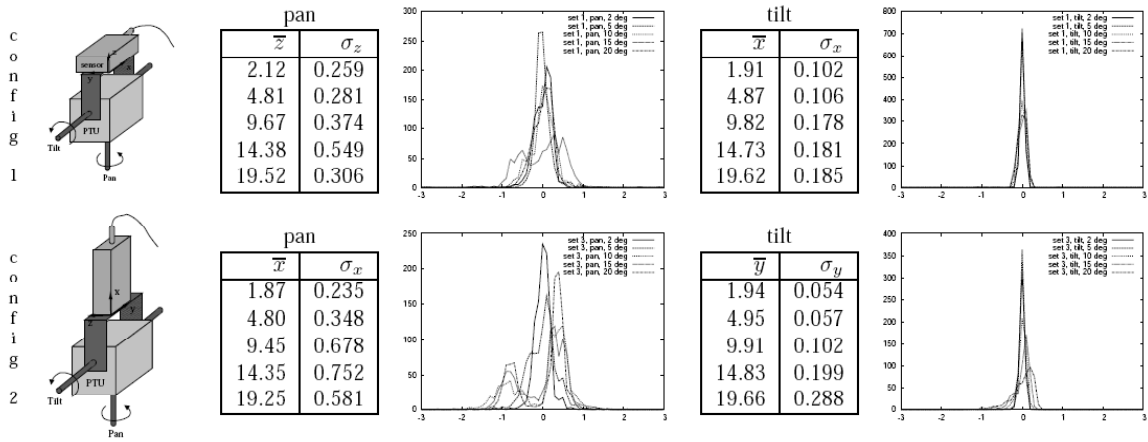 config 1
sensor
z
y
x
PTU
Tilt
Pan
pan
z̅ σz
2.12 0.259
4.81 0.281
9.67 0.374
14.38 0.549
19.52 0.306
300
250
200
150
100
50
0
-3 -2 -1 0 1 2 3
set 1, pan, 2 deg
set 1, pan, 5 deg
set 1, pan, 10 deg
set 1, pan, 15 deg
set 1, pan, 20 deg
tilt
x̅ σx
1.91 0.102
4.87 0.106
9.82 0.178
14.73 0.181
19.62 0.185
800
700
600
500
400
300
200
100
0
-3 -2 -1 0 1 2 3
set 1, tilt, 2 deg
set 1, tilt, 5 deg
set 1, tilt, 10 deg
set 1, tilt, 15 deg
set 1, tilt, 20 deg
config 2
x
y
z
PTU
Tilt
Pan
pan
x̅ σx
1.87 0.235
4.80 0.348
9.45 0.678
14.35 0.752
19.25 0.581
250
200
150
100
50
0
-3 -2 -1 0 1 2 3
set 3, pan, 2 deg
set 3, pan, 5 deg
set 3, pan, 10 deg
set 3, pan, 15 deg
set 3, pan, 20 deg
tilt
y̅ σy
1.94 0.054
4.95 0.057
9.91 0.102
14.83 0.199
19.66 0.288
400
350
300
250
200
150
100
50
0
-3 -2 -1 0 1 2 3
set 3, tilt, 2 deg
set 3, tilt, 5 deg
set 3, tilt, 10 deg
set 3, tilt, 15 deg
set 3, tilt, 20 deg